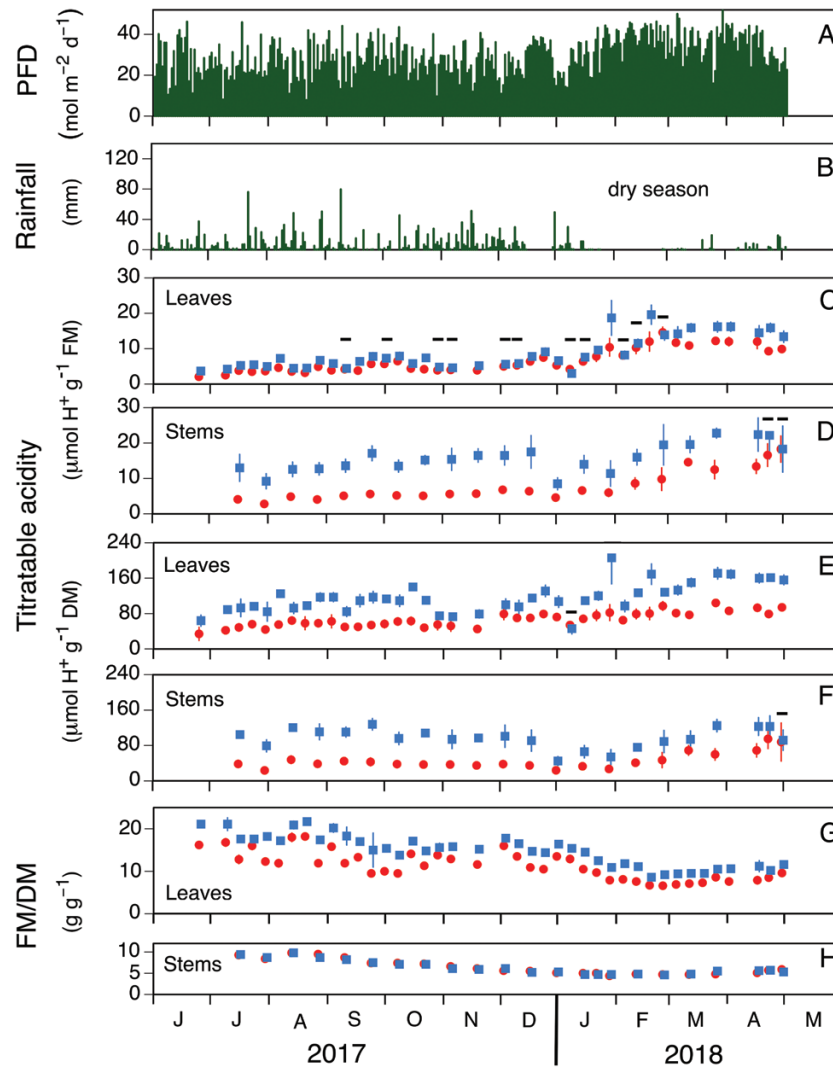 PFD
(mol m⁻² d⁻¹)
40
20
0
A
Rainfall
(mm)
120
80
40
0
dry season
B
Titratable acidity
(µmol H⁺ g⁻¹ FM)
30
20
10
0
Leaves
C
30
20
10
0
Stems
D
(µmol H⁺ g⁻¹ DM)
240
160
80
0
Leaves
E
240
160
80
0
Stems
F
FM/DM
(g g⁻¹)
20
10
0
Leaves
G
10
5
0
Stems
H
J J A S O N D J F M A M
2017 2018